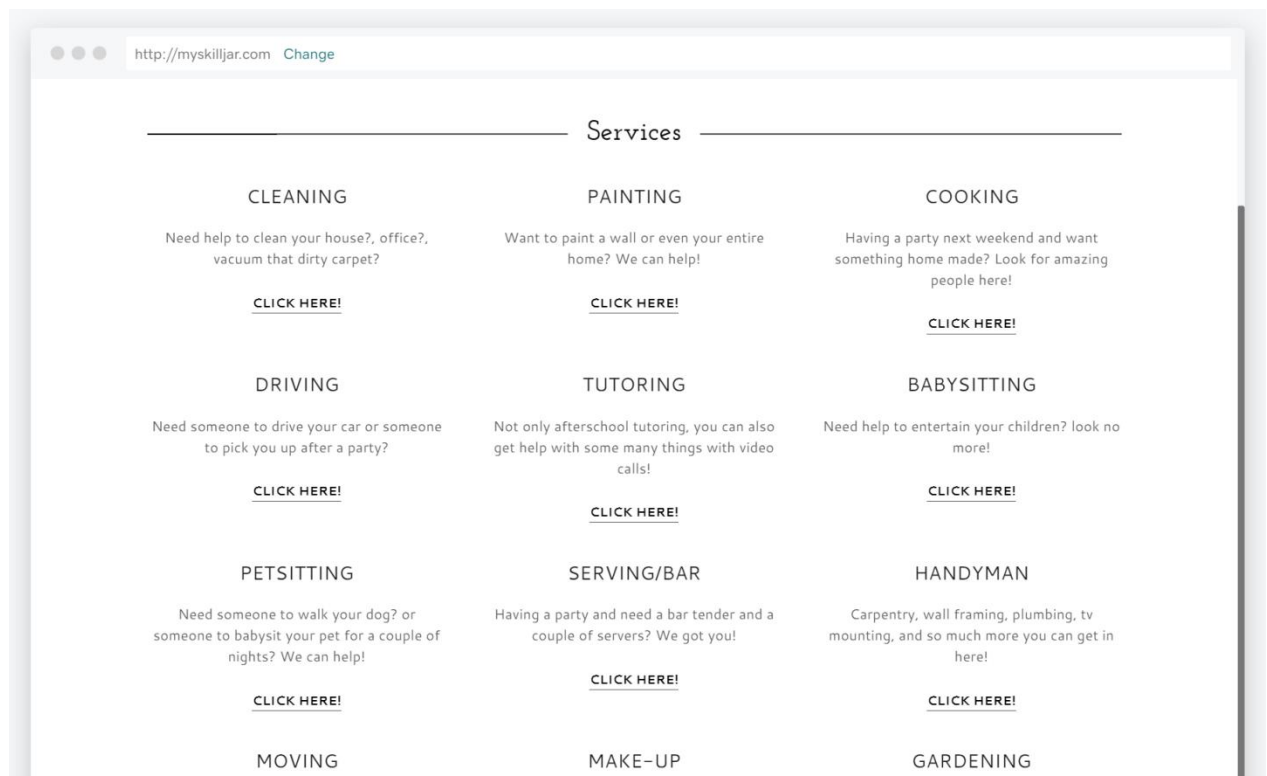 http://myskilljar.com Change
Services
CLEANING
Need help to clean your house?, office?,
vacuum that dirty carpet?
CLICK HERE!
PAINTING
Want to paint a wall or even your entire
home? We can help!
CLICK HERE!
COOKING
Having a party next weekend and want
something home made? Look for amazing
people here!
CLICK HERE!
DRIVING
Need someone to drive your car or someone
to pick you up after a party?
CLICK HERE!
TUTORING
Not only afterschool tutoring, you can also
get help with some many things with video
calls!
CLICK HERE!
BABYSITTING
Need help to entertain your children? look no
more!
CLICK HERE!
PETSITTING
Need someone to walk your dog? or
someone to babysit your pet for a couple of
nights? We can help!
CLICK HERE!
SERVING/BAR
Having a party and need a bar tender and a
couple of servers? We got you!
CLICK HERE!
HANDYMAN
Carpentry, wall framing, plumbing, tv
mounting, and so much more you can get in
here!
CLICK HERE!
MOVING
MAKE-UP
GARDENING